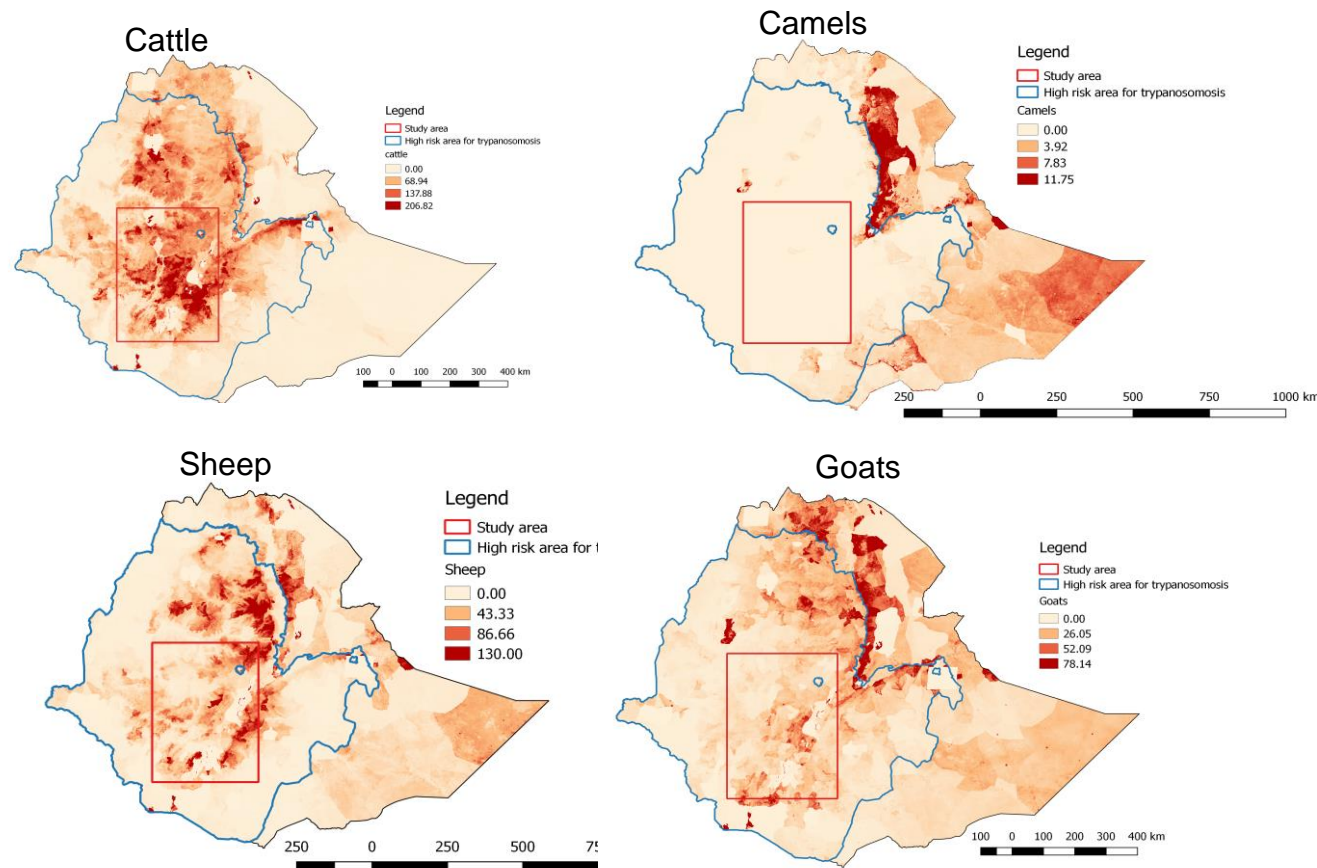 Cattle
Legend
Study area
High risk area for trypanosomosis
cattle
0.00
68.94
137.88
206.82
100 0 100 200 300 400 km
Camels
Legend
Study area
High risk area for trypanosomosis
Camels
0.00
3.92
7.83
11.75
250 0 250 500 750 1000 km
Sheep
Legend
Study area
High risk area for t
Sheep
0.00
43.33
86.66
130.00
250 0 250 500 75
Goats
Legend
Study area
High risk area for trypanosomosis
Goats
0.00
26.05
52.09
78.14
100 0 100 200 300 400 km